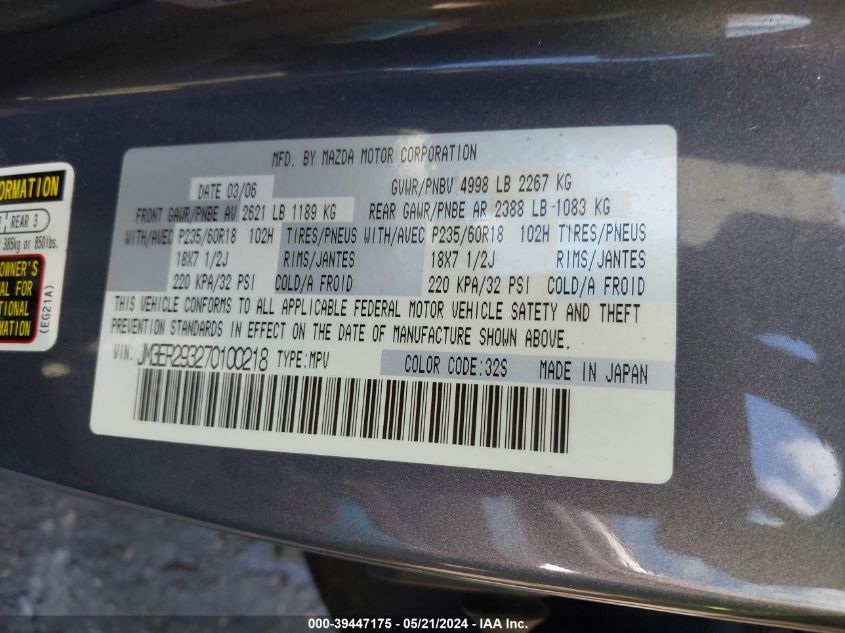 MFD. BY MAZDA MOTOR CORPORATION
DATE 03/06 GVWR/PNBV 4998 LB 2267 KG
FRONT GAWR/PNBE AV 2621 LB 1189 KG REAR GAWR/PNBE AR 2388 LB-1083 KG
WITH/AVEC P235/60R18 102H TIRES/PNEUS WITH/AVEC P235/60R18 102H TIRES/PNEUS
18X7 1/2J RIMS/JANTES 18X7 1/2J RIMS/JANTES
220 KPA/32 PSI COLD/A FROID 220 KPA/32 PSI COLD/A FROID
THIS VEHICLE CONFORMS TO ALL APPLICABLE FEDERAL MOTOR VEHICLE SAFETY AND THEFT
PREVENTION STANDARDS IN EFFECT ON THE DATE OF MANUFACTURE SHOWN ABOVE.
VIN: JM3ER293270100218 TYPE:MPV COLOR CODE:32S MADE IN JAPAN
REAR 3
385kg or 850lbs.
OWNER'S
FOR
(EG21A)
000-39447175 - 05/21/2024 - IAA Inc.